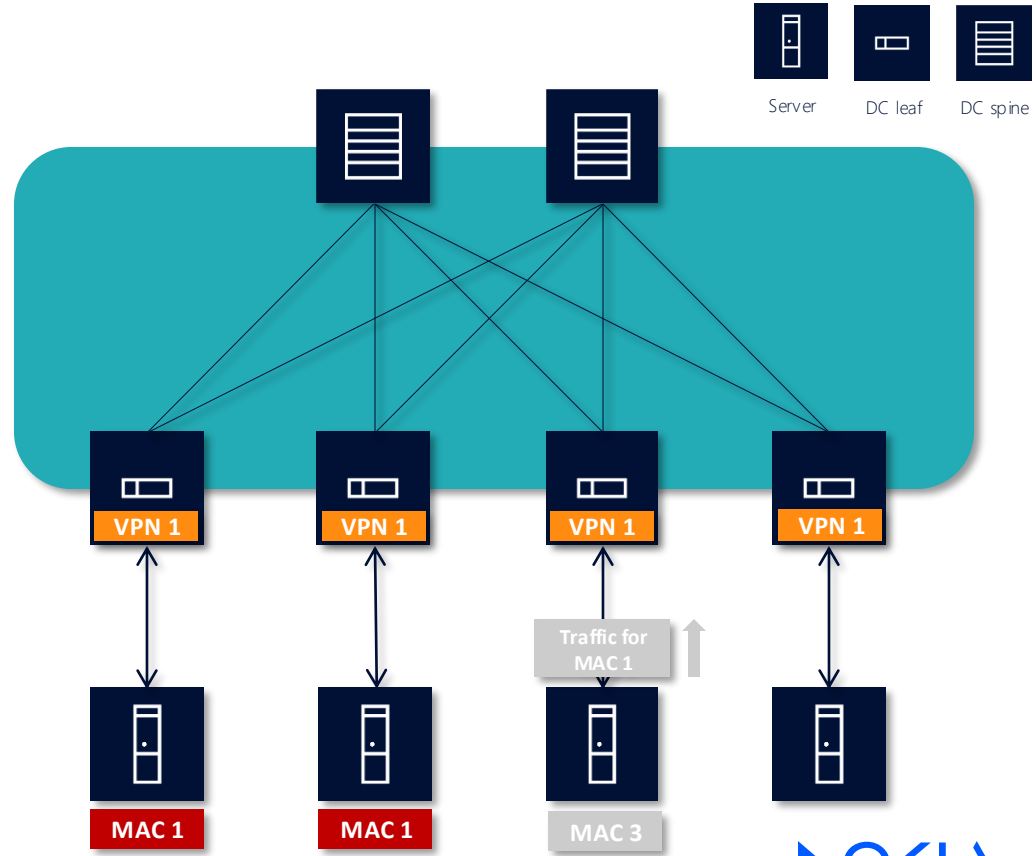 Server
DC leaf
DC spine
VPN 1
VPN 1
VPN 1
VPN 1
Traffic for
MAC 1
MAC 1
MAC 1
MAC 3